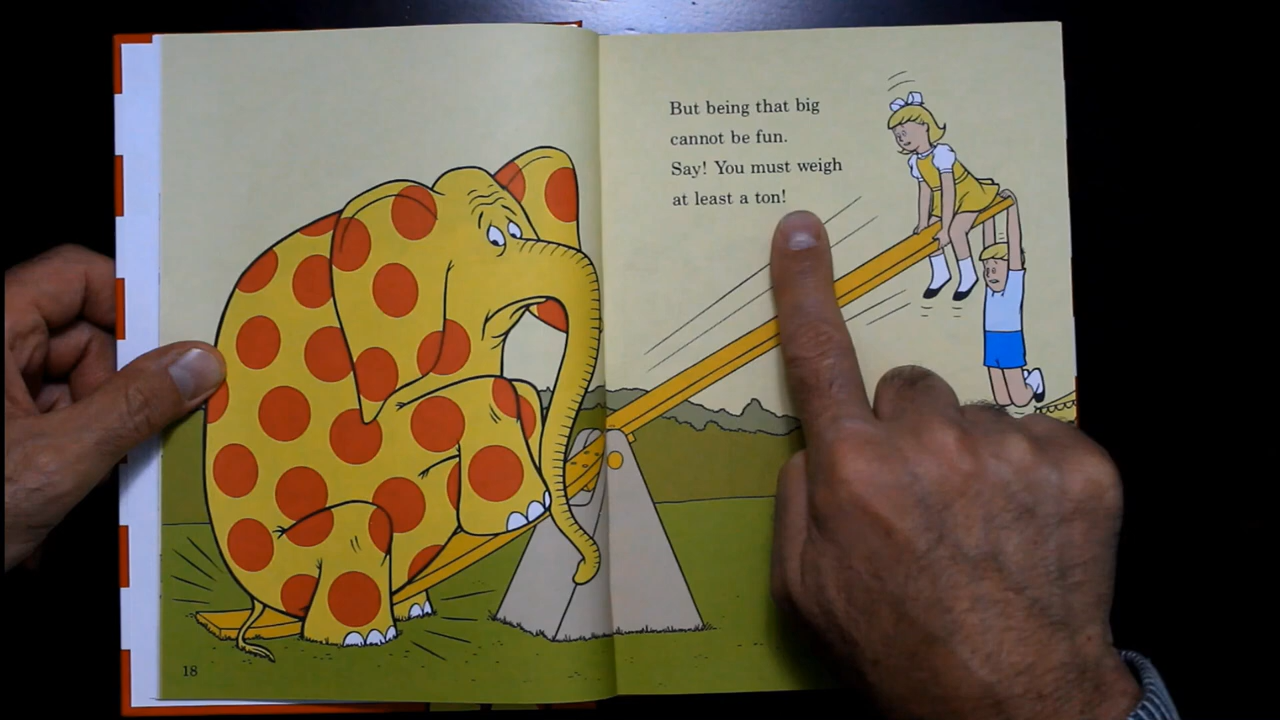 But being that big
cannot be fun.
Say! You must weigh
at least a ton!
18